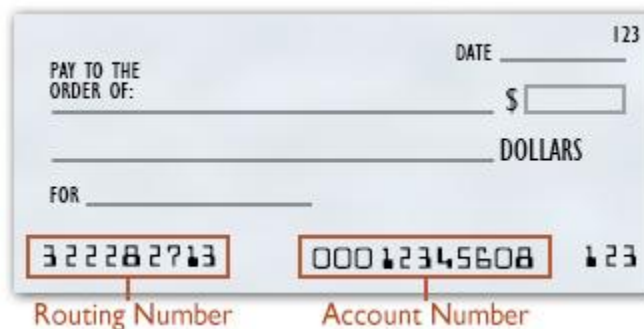 123
DATE
PAY TO THE
ORDER OF:
$
DOLLARS
FOR
322282713 00012345608 123
Routing Number Account Number